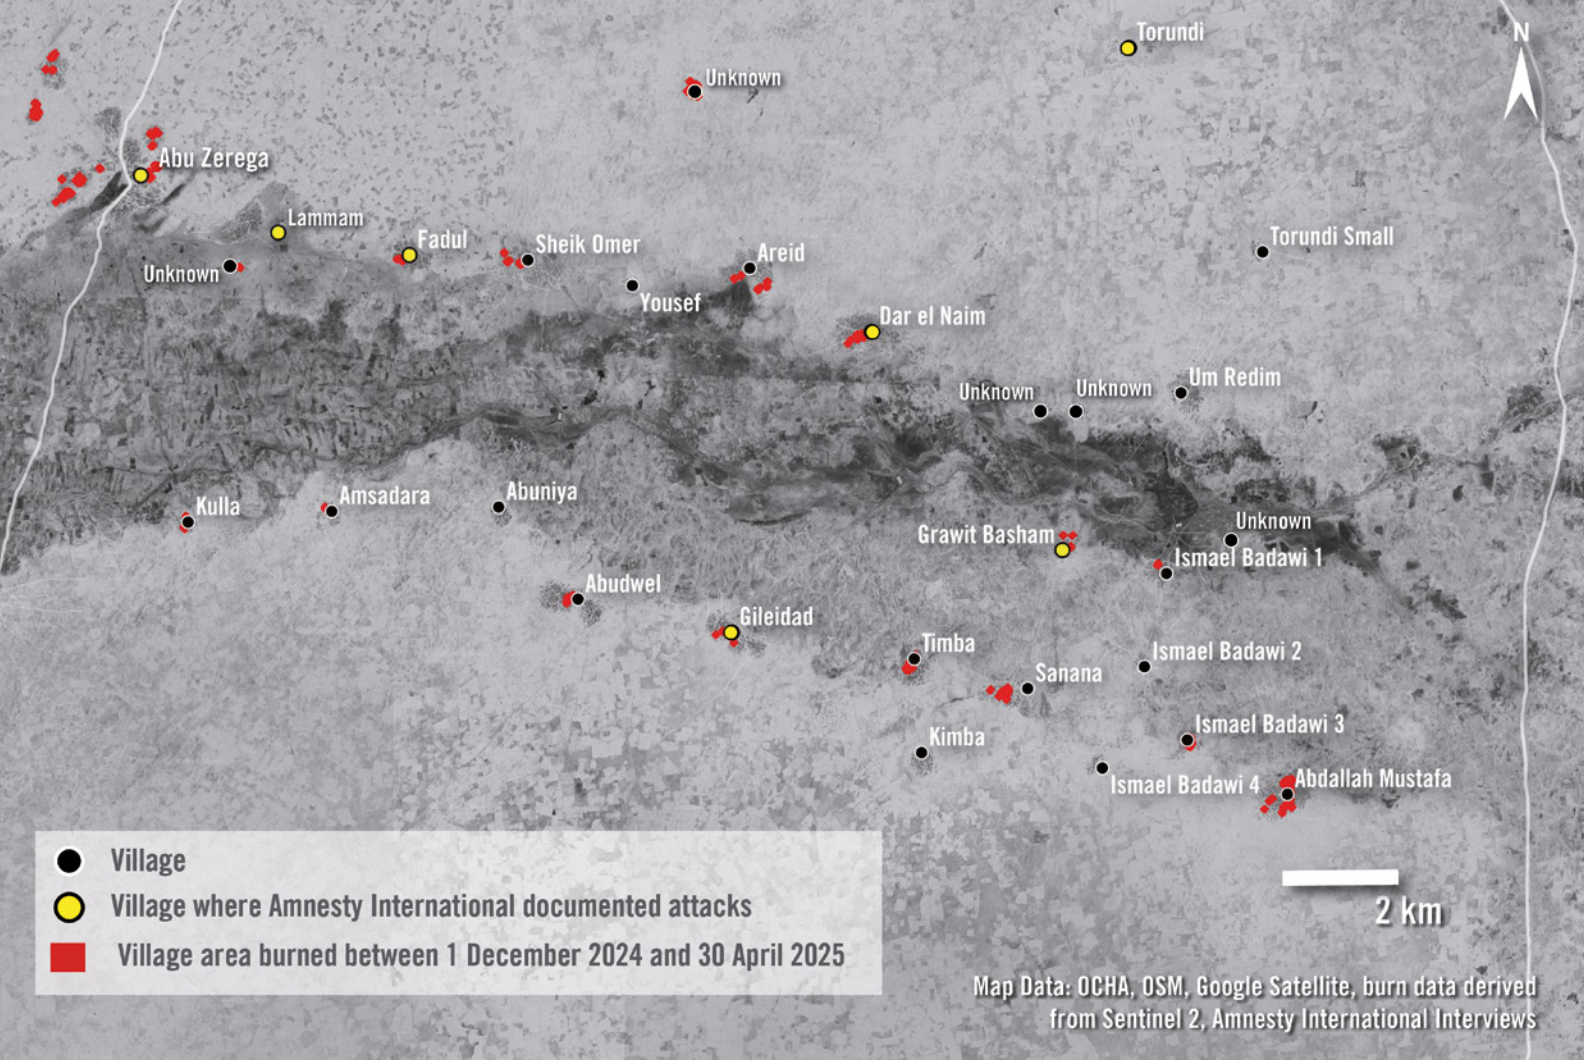 Torundi
N
Unknown
Abu Zerega
Lammam
Fadul
Sheik Omer
Areid
Torundi Small
Unknown
Yousef
Dar el Naim
Um Redim
Unknown
Unknown
Kulla
Amsadara
Abuniya
Unknown
Grawit Basham
Ismael Badawi 1
Abudwel
Gileidad
Timba
Ismael Badawi 2
Sanana
Ismael Badawi 3
Kimba
Abdallah Mustafa
Ismael Badawi 4
Village
Village where Amnesty International documented attacks
Village area burned between 1 December 2024 and 30 April 2025
2 km
Map Data: OCHA, OSM, Google Satellite, burn data derived
from Sentinel 2, Amnesty International Interviews